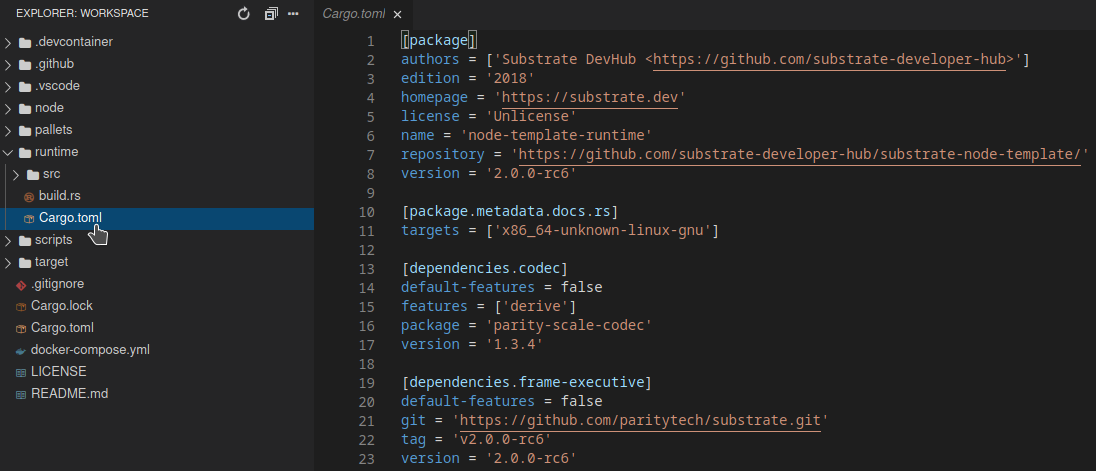 EXPLORER: WORKSPACE
.devcontainer
.github
.vscode
node
pallets
runtime
src
build.rs
Cargo.toml
scripts
target
.gitignore
Cargo.lock
Cargo.toml
docker-compose.yml
LICENSE
README.md
Cargo.toml
1 [package]
2 authors = ['Substrate DevHub <https://github.com/substrate-developer-hub>']
3 edition = '2018'
4 homepage = 'https://substrate.dev'
5 license = 'Unlicense'
6 name = 'node-template-runtime'
7 repository = 'https://github.com/substrate-developer-hub/substrate-node-template/'
8 version = '2.0.0-rc6'
9
10 [package.metadata.docs.rs]
11 targets = ['x86_64-unknown-linux-gnu']
12
13 [dependencies.codec]
14 default-features = false
15 features = ['derive']
16 package = 'parity-scale-codec'
17 version = '1.3.4'
18
19 [dependencies.frame-executive]
20 default-features = false
21 git = 'https://github.com/paritytech/substrate.git'
22 tag = 'v2.0.0-rc6'
23 version = '2.0.0-rc6'